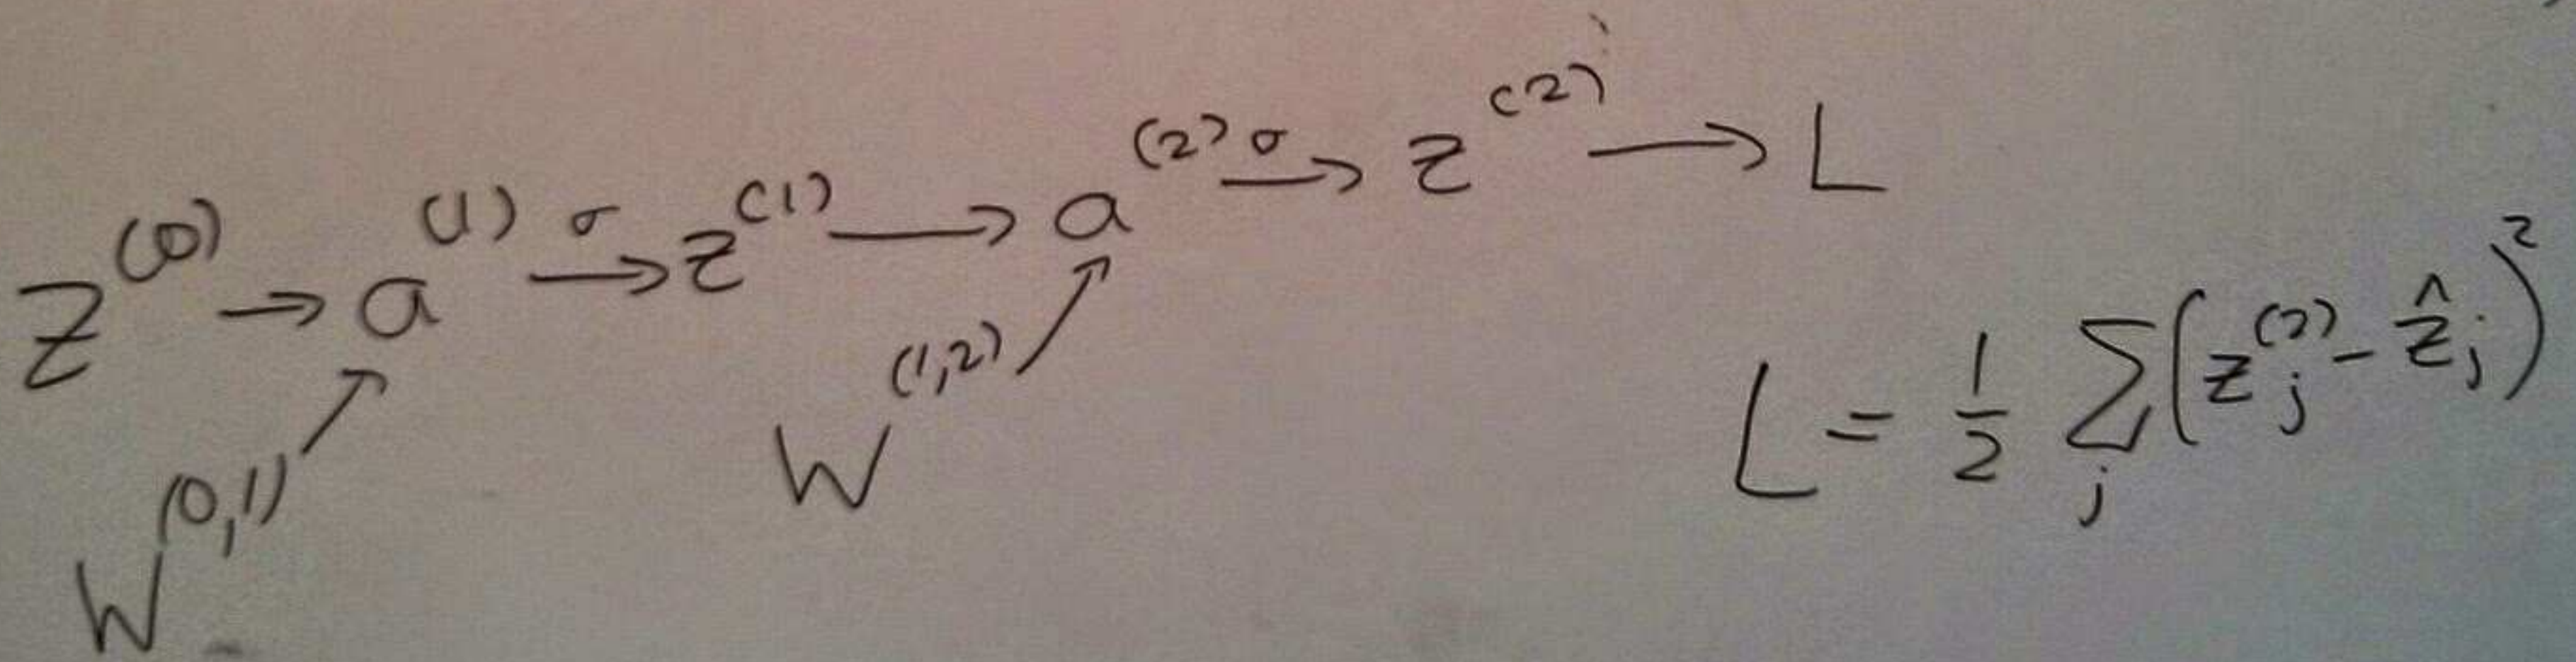 z^(0) → a^(1) σ→ z^(1) → a^(2) σ→ z^(2) → L
W^(0,1) ↗
W^(1,2) ↗
L = 1/2 Σ_j (z_j^(2) - ẑ_j)^2